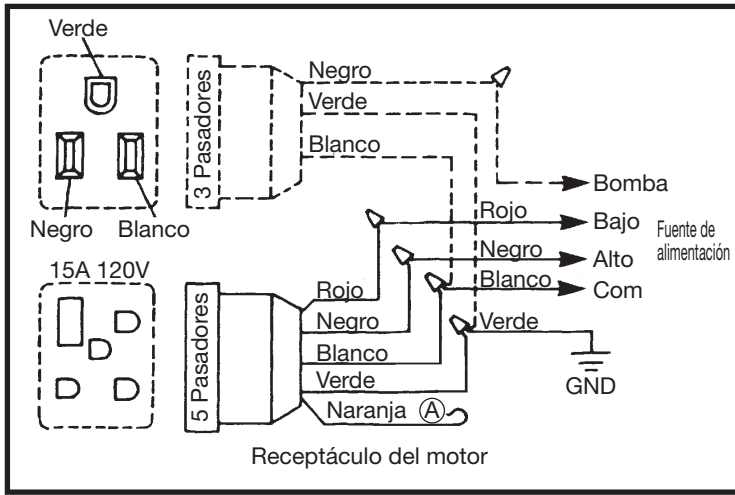 Verde
Negro Blanco
3 Pasadores
Negro
Verde
Blanco
Bomba
Rojo
Bajo
Negro
Alto
Blanco
Com
Fuente de
alimentación
15A 120V
5 Pasadores
Rojo
Negro
Blanco
Verde
Naranja A
Verde
GND
Receptáculo del motor